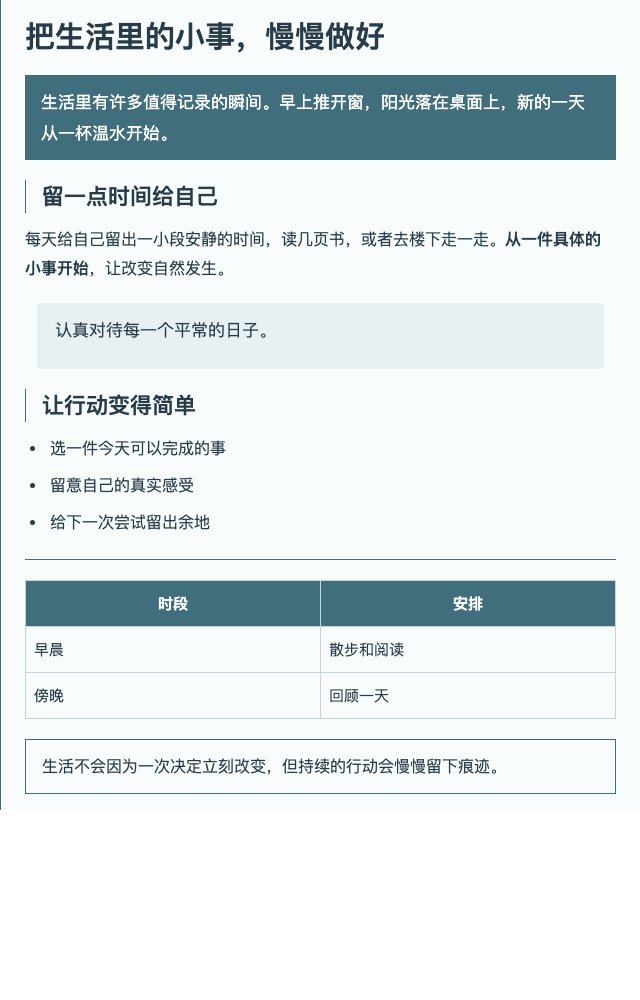 把生活里的小事，慢慢做好
生活里有许多值得记录的瞬间。早上推开窗，阳光落在桌面上，新的一天
从一杯温水开始。
留一点时间给自己
每天给自己留出一小段安静的时间，读几页书，或者去楼下走一走。从一件具体的
小事开始，让改变自然发生。
认真对待每一个平常的日子。
让行动变得简单
• 选一件今天可以完成的事
• 留意自己的真实感受
• 给下一次尝试留出余地
时段 安排
早晨 散步和阅读
傍晚 回顾一天
生活不会因为一次决定立刻改变，但持续的行动会慢慢留下痕迹。